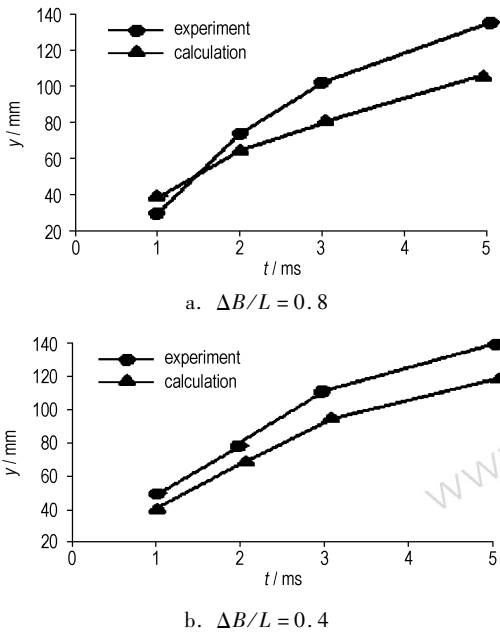 140
120
100
80
60
40
20
y / mm
experiment
calculation
0
1
2
3
4
5
t / ms
a. ΔB/L = 0.8
140
120
100
80
60
40
20
y / mm
experiment
calculation
0
1
2
3
4
5
t / ms
www
b. ΔB/L = 0.4